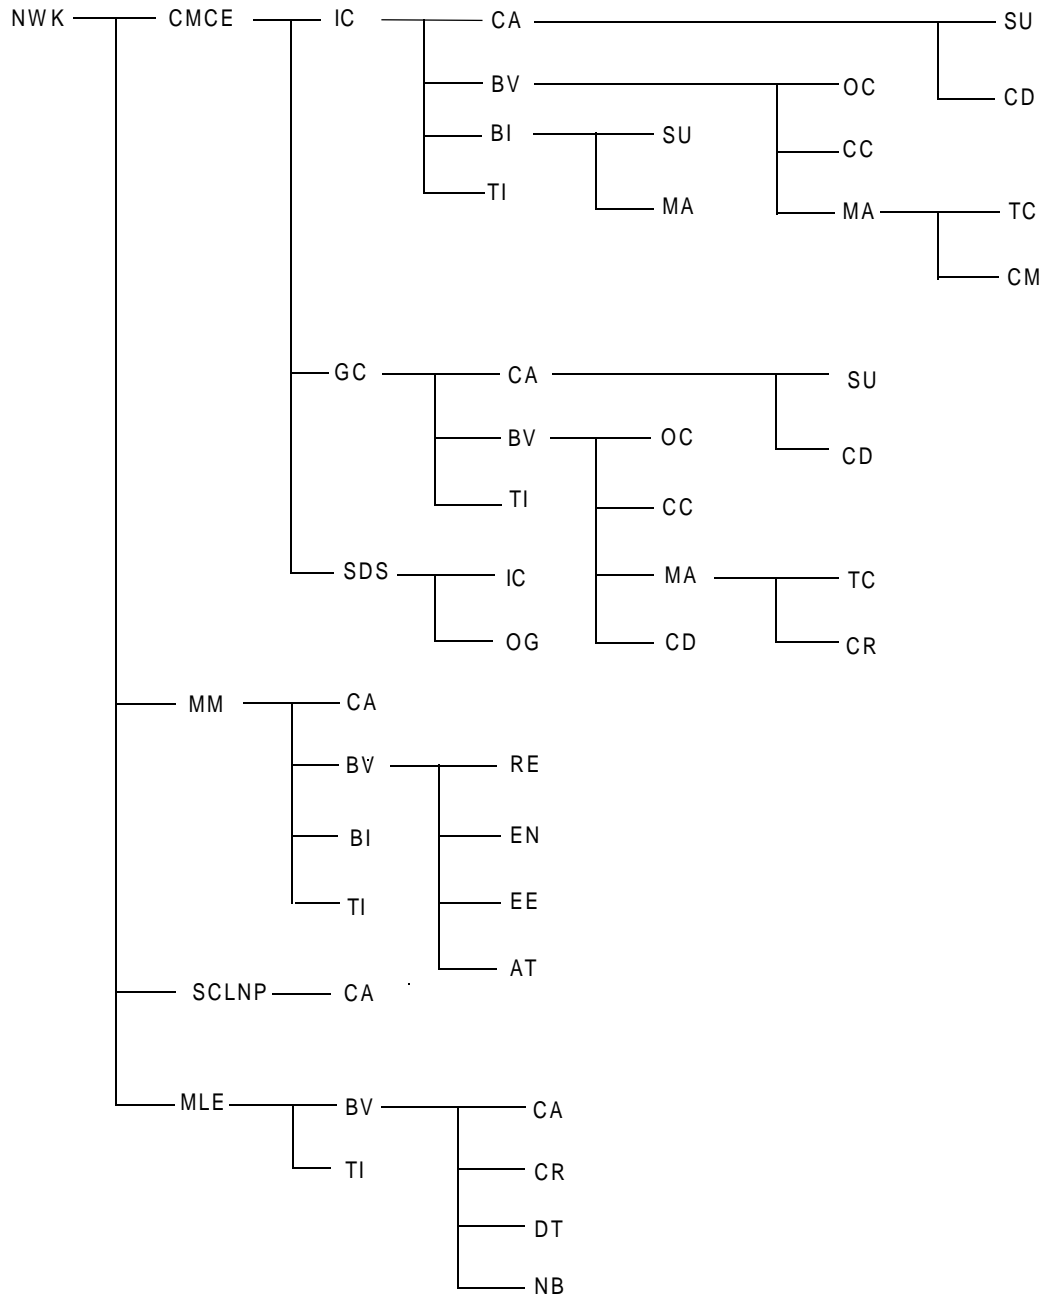 NWK CMCE IC CA SU
BV OC CD
BI SU CC
TI MA MA TC
CM
GC CA SU
BV OC CD
TI CC
SDS IC MA TC
OG CD CR
MM CA
BV RE
BI EN
TI EE
AT
SCLNP CA
MLE BV CA
TI CR
DT
NB